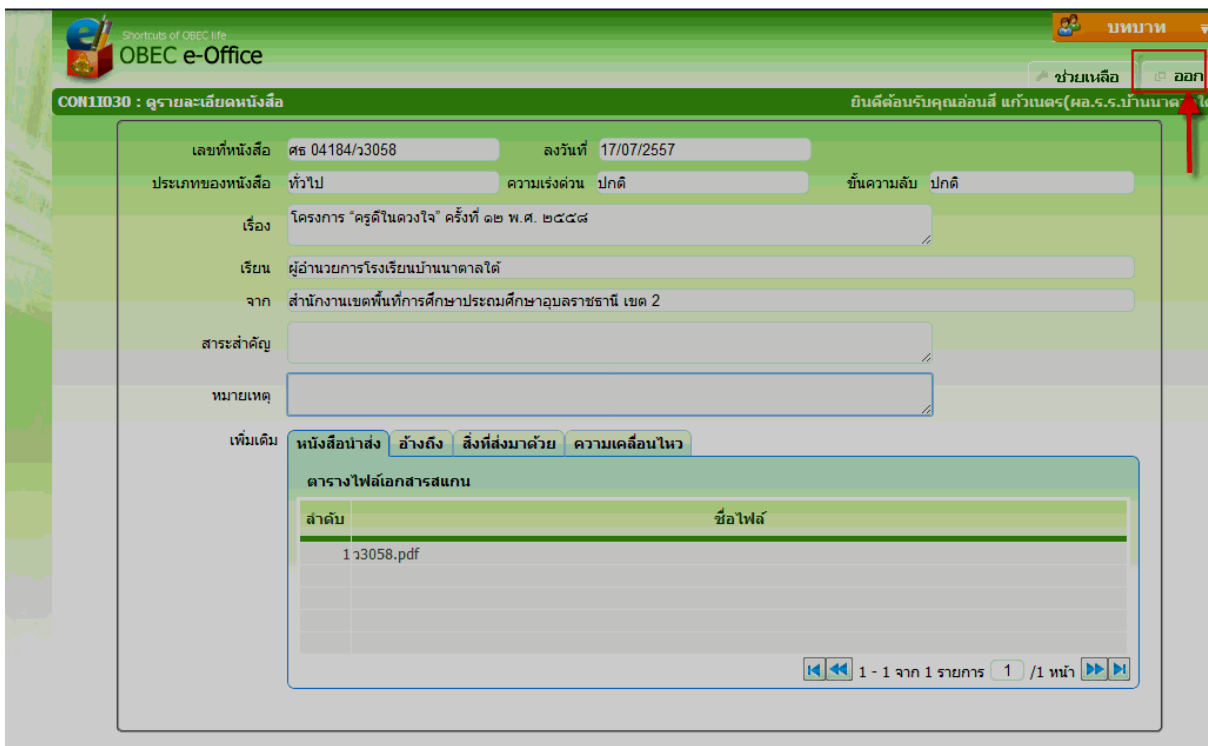 Shortcuts of OBEC life
บทบาท
OBEC e-Office
ช่วยเหลือ
ออก
CON1I030 : ดูรายละเอียดหนังสือ
ยินดีต้อนรับคุณอ่อนสี แก้วเนตร(ผอ.ร.ร.บ้านนาตาลใต้
เลขที่หนังสือ ศธ 04184/ว3058 ลงวันที่ 17/07/2557
ประเภทของหนังสือ ทั่วไป ความเร่งด่วน ปกติ ชั้นความลับ ปกติ
เรื่อง โครงการ “ครูดีในดวงใจ” ครั้งที่ ๑๒ พ.ศ. ๒๕๕๘
เรียน ผู้อำนวยการโรงเรียนบ้านนาตาลใต้
จาก สำนักงานเขตพื้นที่การศึกษาประถมศึกษาอุบลราชธานี เขต 2
สาระสำคัญ
หมายเหตุ
เพิ่มเติม หนังสือนำส่ง อ้างถึง สิ่งที่ส่งมาด้วย ความเคลื่อนไหว
ตารางไฟล์เอกสารสแกน
ลำดับ ชื่อไฟล์
1 ว3058.pdf
1 - 1 จาก 1 รายการ 1 /1 หน้า